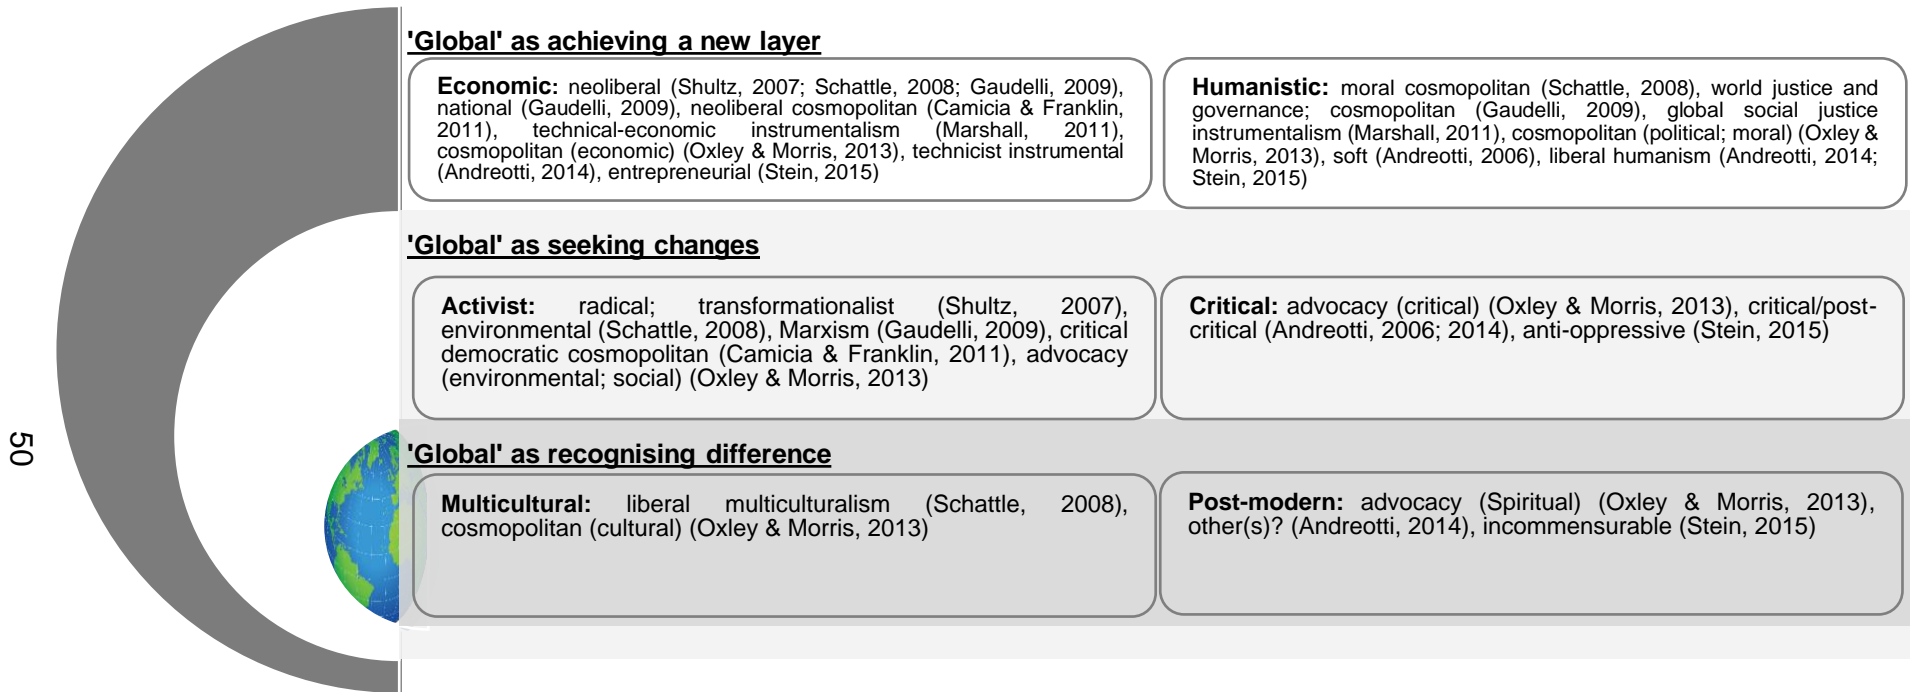 'Global' as achieving a new layer
Economic: neoliberal (Shultz, 2007; Schattle, 2008; Gaudelli, 2009),
national (Gaudelli, 2009), neoliberal cosmopolitan (Camicia & Franklin,
2011), technical-economic instrumentalism (Marshall, 2011),
cosmopolitan (economic) (Oxley & Morris, 2013), technicist instrumental
(Andreotti, 2014), entrepreneurial (Stein, 2015)
Humanistic: moral cosmopolitan (Schattle, 2008), world justice and
governance; cosmopolitan (Gaudelli, 2009), global social justice
instrumentalism (Marshall, 2011), cosmopolitan (political; moral) (Oxley &
Morris, 2013), soft (Andreotti, 2006), liberal humanism (Andreotti, 2014;
Stein, 2015)
'Global' as seeking changes
Activist: radical; transformationalist (Shultz, 2007),
environmental (Schattle, 2008), Marxism (Gaudelli, 2009), critical
democratic cosmopolitan (Camicia & Franklin, 2011), advocacy
(environmental; social) (Oxley & Morris, 2013)
Critical: advocacy (critical) (Oxley & Morris, 2013), critical/post-
critical (Andreotti, 2006; 2014), anti-oppressive (Stein, 2015)
'Global' as recognising difference
Multicultural: liberal multiculturalism (Schattle, 2008),
cosmopolitan (cultural) (Oxley & Morris, 2013)
Post-modern: advocacy (Spiritual) (Oxley & Morris, 2013),
other(s)? (Andreotti, 2014), incommensurable (Stein, 2015)
50